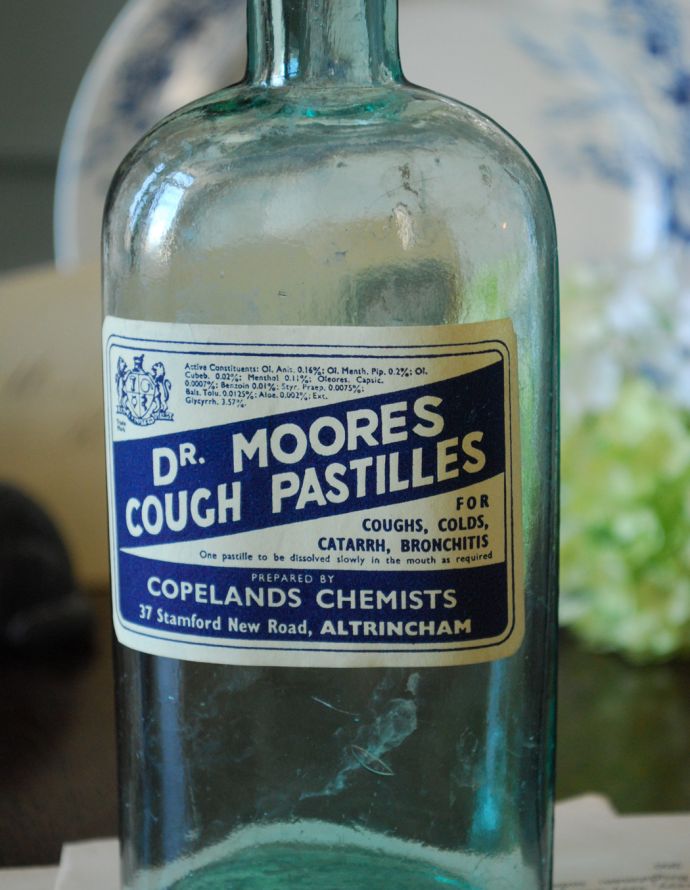 Active Constituents: Ol. Anis. 0.16%; Ol. Menth. Pip. 0.2%; Ol.
Cubeb. 0.02%; Menthol 0.11%; Oleores. Capsic.
0.0007%; Benzoin 0.01%; Styr. Praep. 0.0075%;
Bals. Tolu. 0.0125%; Aloe. 0.002%; Ext.
Glycyrrh. 3.57%.
Trade
Mark
DR. MOORES
COUGH PASTILLES
FOR
COUGHS, COLDS,
CATARRH, BRONCHITIS
One pastille to be dissolved slowly in the mouth as required
PREPARED BY
COPELANDS CHEMISTS
37 Stamford New Road, ALTRINCHAM